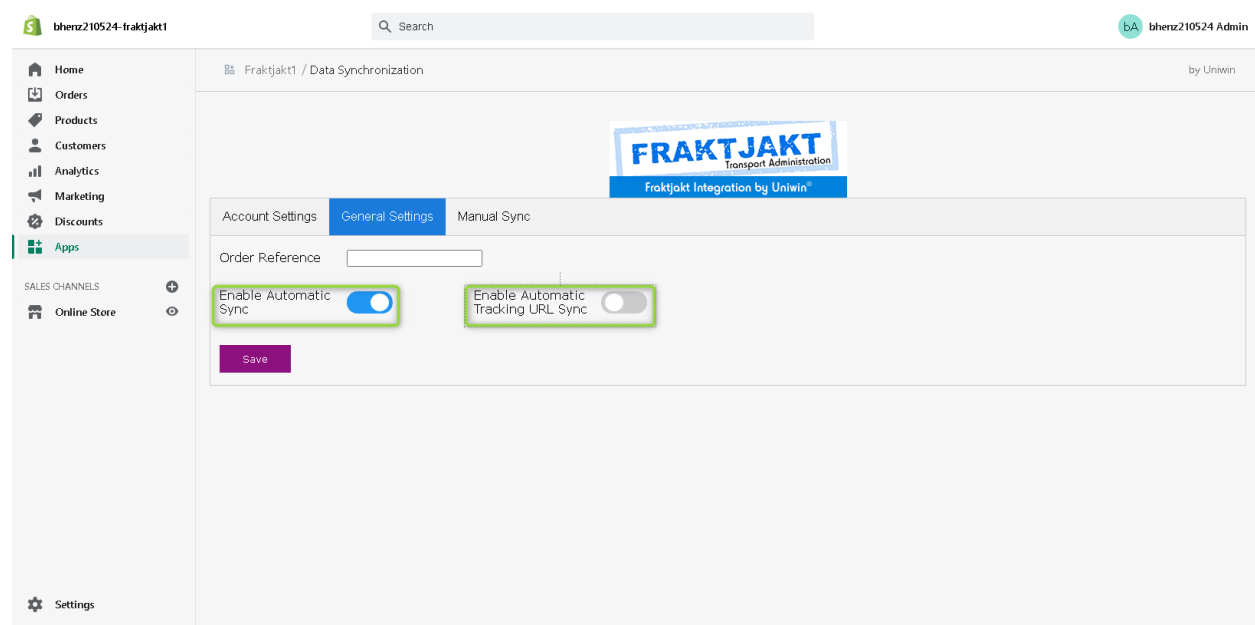 bhenz210524-fraktjakt1
Search
bA bhenz210524 Admin
Home
Orders
Products
Customers
Analytics
Marketing
Discounts
Apps
SALES CHANNELS
Online Store
Settings
Fraktjakt1 / Data Synchronization
by Uniwin
FRAKTJAKT
Transport Administration
Fraktjakt Integration by Uniwin®
Account Settings General Settings Manual Sync
Order Reference
Enable Automatic
Sync
Enable Automatic
Tracking URL Sync
Save